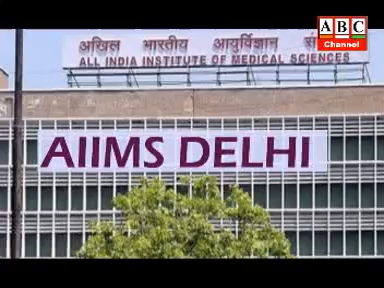 अखिल भारतीय आयुर्विज्ञान सं
ALL INDIA INSTITUTE OF MEDICAL SCIENCES
ABC
Channel
AIIMS DELHI